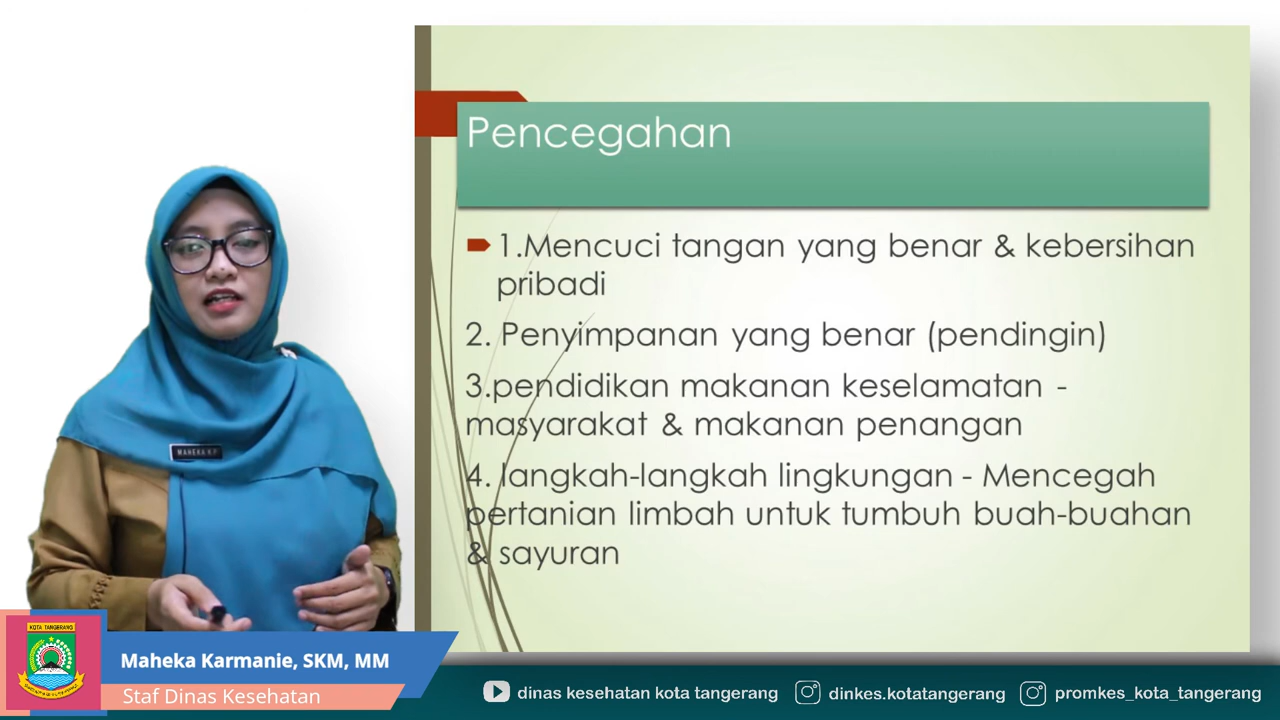 Pencegahan
1.Mencuci tangan yang benar & kebersihan
pribadi
2. Penyimpanan yang benar (pendingin)
3.pendidikan makanan keselamatan -
masyarakat & makanan penangan
4. langkah-langkah lingkungan - Mencegah
pertanian limbah untuk tumbuh buah-buahan
& sayuran
MAHEKA K.P
KOTA TANGERANG
Maheka Karmanie, SKM, MM
Staf Dinas Kesehatan
dinas kesehatan kota tangerang
dinkes.kotatangerang
promkes_kota_tangerang